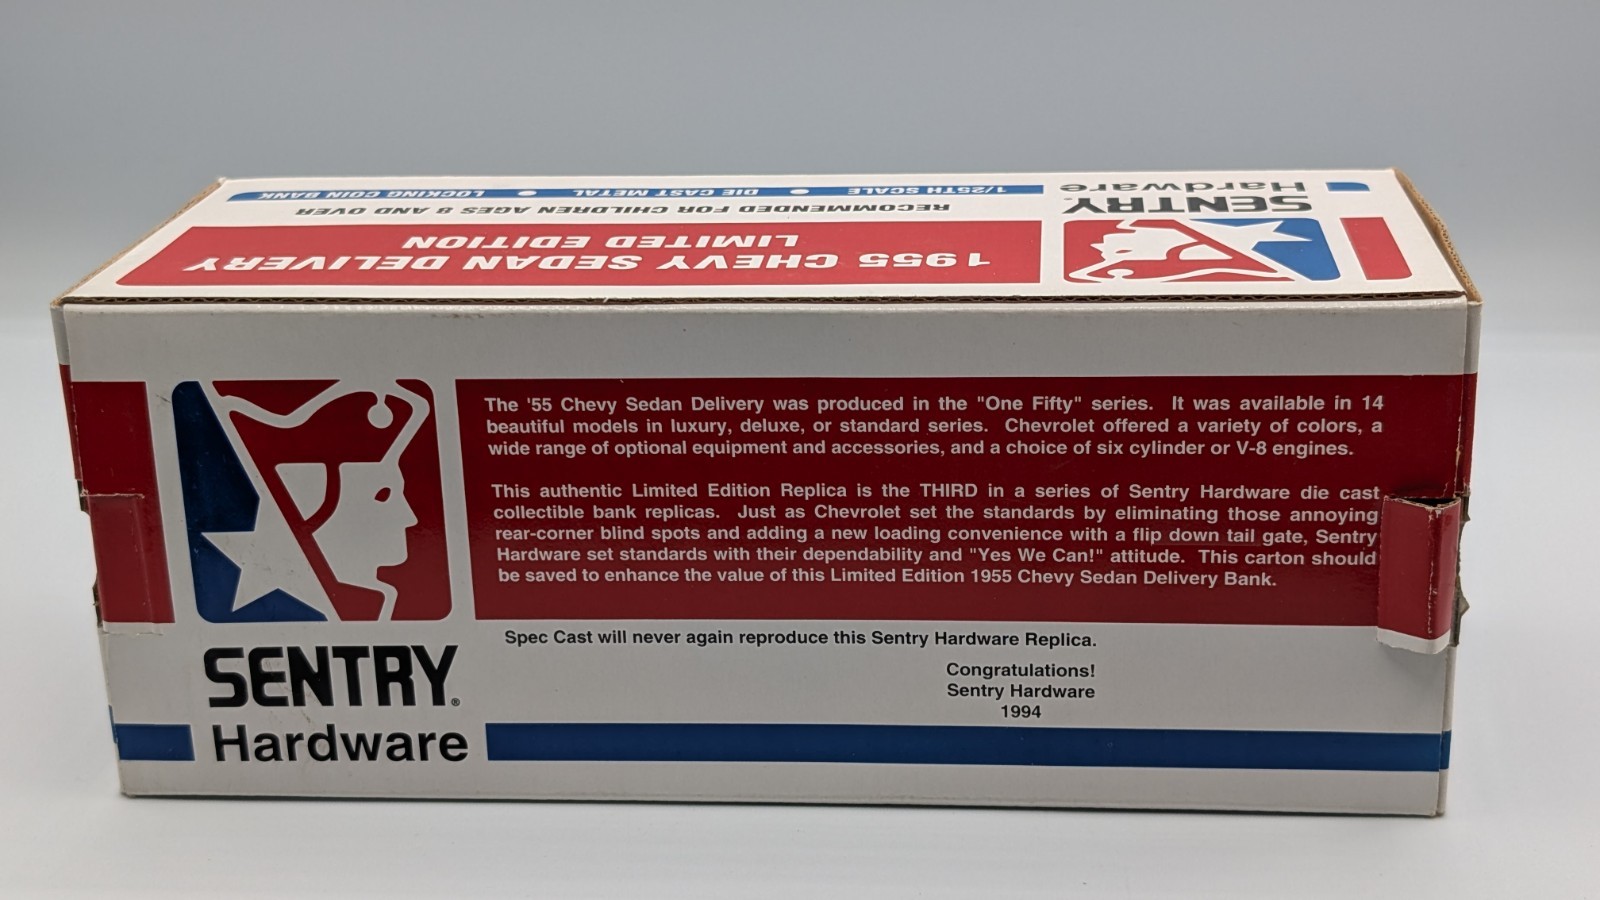 1/25TH SCALE • DIE CAST METAL • LOCKING COIN BANK
RECOMMENDED FOR CHILDREN AGES 8 AND OVER
1955 CHEVY SEDAN DELIVERY
LIMITED EDITION
SENTRY®
Hardware
The '55 Chevy Sedan Delivery was produced in the "One Fifty" series. It was available in 14
beautiful models in luxury, deluxe, or standard series. Chevrolet offered a variety of colors, a
wide range of optional equipment and accessories, and a choice of six cylinder or V-8 engines.
This authentic Limited Edition Replica is the THIRD in a series of Sentry Hardware die cast
collectible bank replicas. Just as Chevrolet set the standards by eliminating those annoying
rear-corner blind spots and adding a new loading convenience with a flip down tail gate, Sentry
Hardware set standards with their dependability and "Yes We Can!" attitude. This carton should
be saved to enhance the value of this Limited Edition 1955 Chevy Sedan Delivery Bank.
Spec Cast will never again reproduce this Sentry Hardware Replica.
Congratulations!
Sentry Hardware
1994
SENTRY®
Hardware